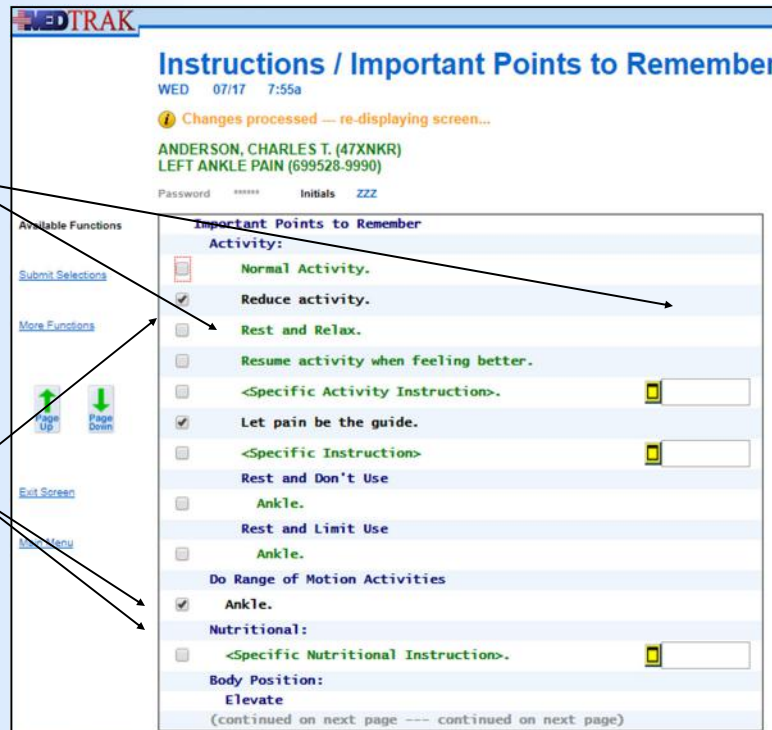 MEDTRAK
Instructions / Important Points to Remember
WED 07/17 7:55a
Changes processed — re-displaying screen...
ANDERSON, CHARLES T. (47XNKR)
LEFT ANKLE PAIN (699528-9990)
Password ****** Initials ZZZ
Available Functions
Submit Selections
More Functions
Page Up
Page Down
Exit Screen
Main Menu
Important Points to Remember
Activity:
Normal Activity.
Reduce activity.
Rest and Relax.
Resume activity when feeling better.
<Specific Activity Instruction>.
Let pain be the guide.
<Specific Instruction>
Rest and Don't Use
Ankle.
Rest and Limit Use
Ankle.
Do Range of Motion Activities
Ankle.
Nutritional:
<Specific Nutritional Instruction>.
Body Position:
Elevate
(continued on next page --- continued on next page)